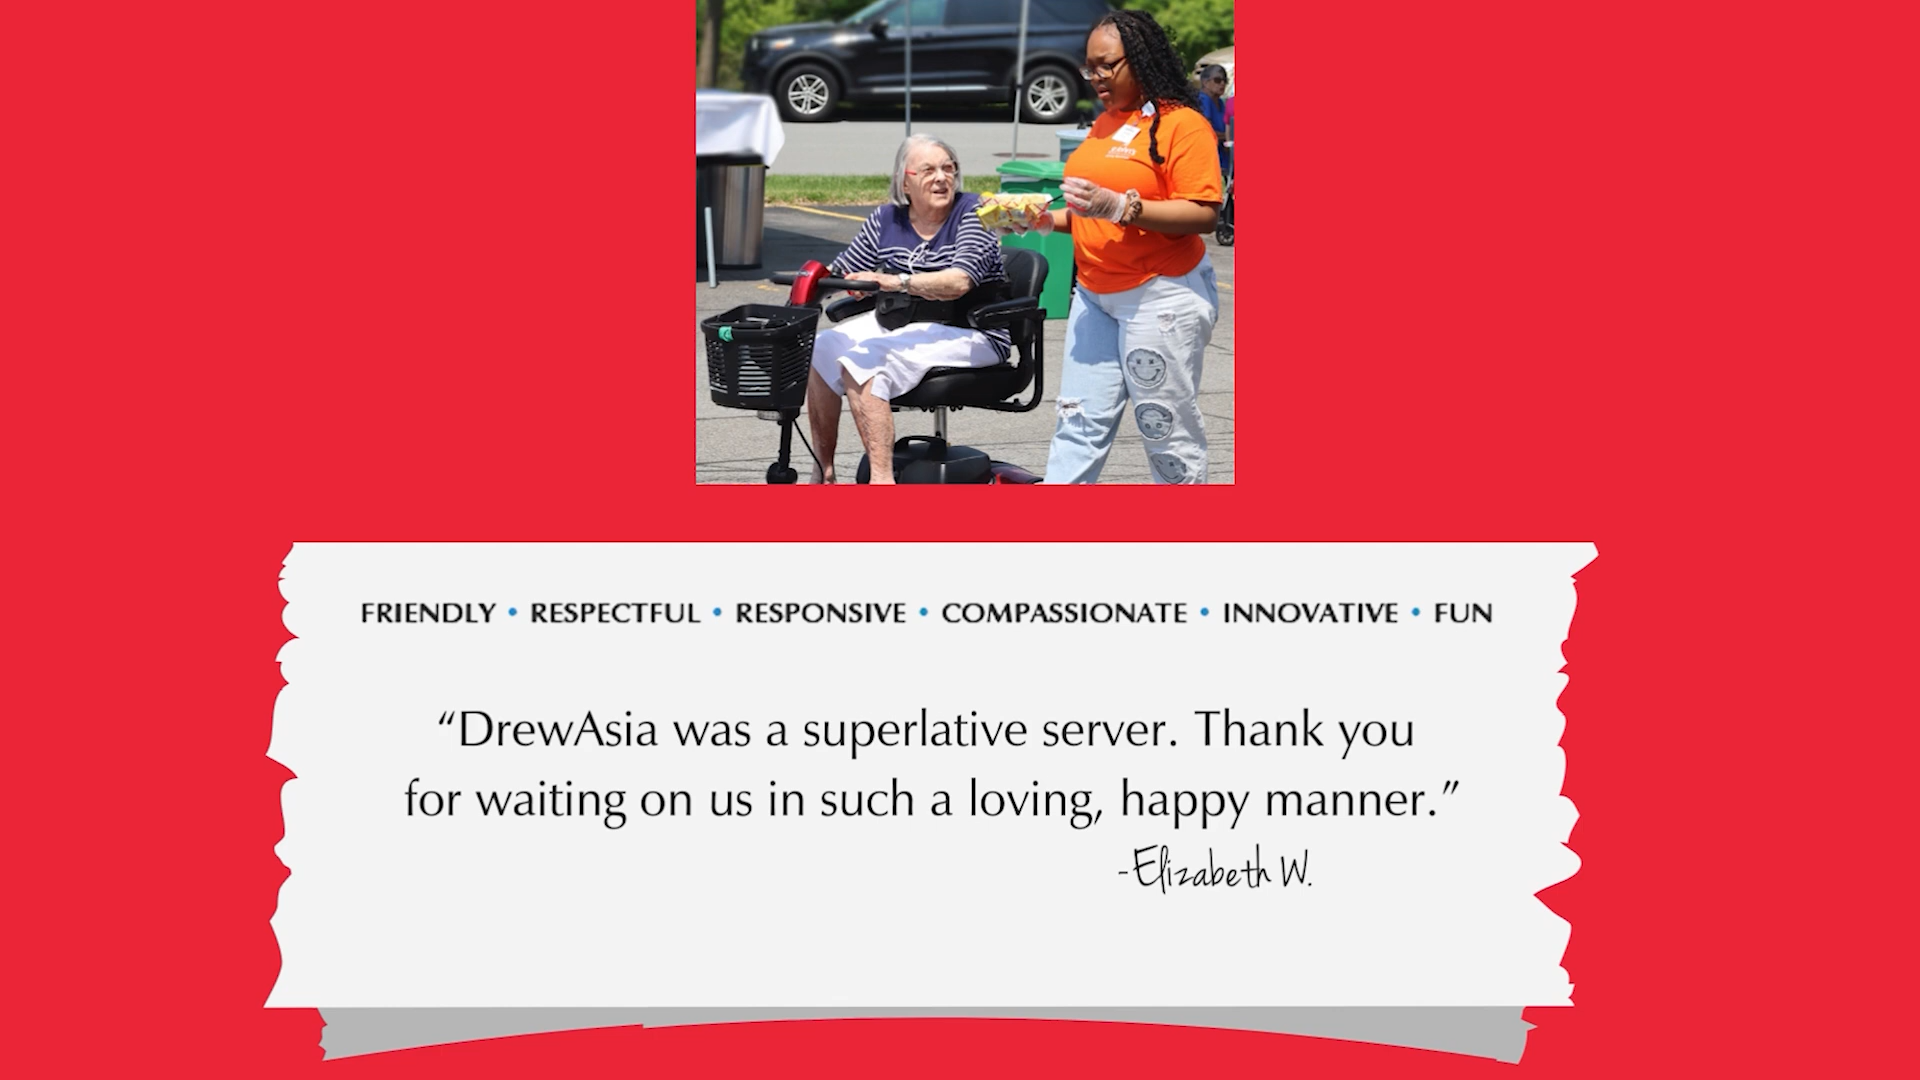 FRIENDLY • RESPECTFUL • RESPONSIVE • COMPASSIONATE • INNOVATIVE • FUN
“DrewAsia was a superlative server. Thank you
for waiting on us in such a loving, happy manner.”
-Elizabeth W.